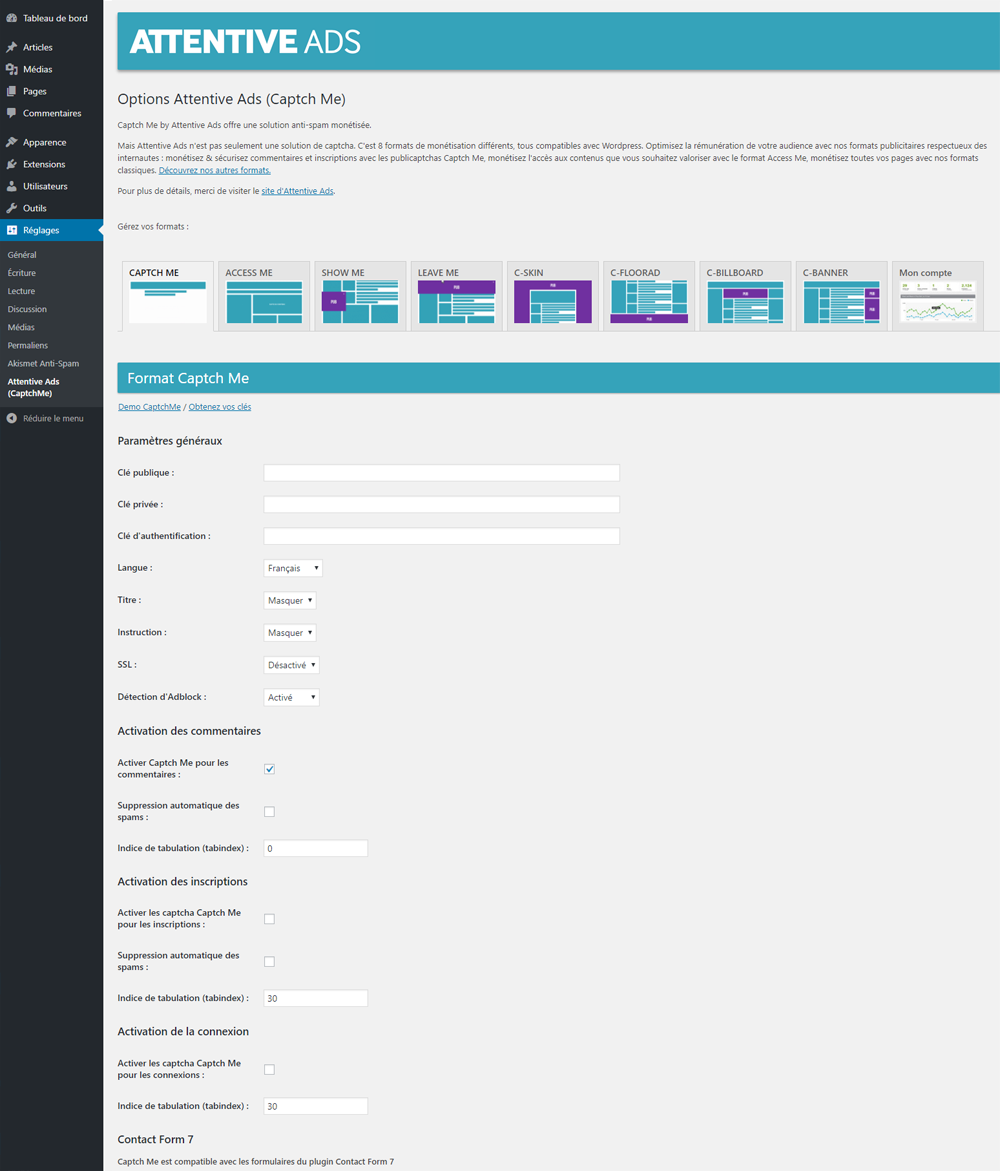 Tableau de bord
Articles
Médias
Pages
Commentaires
Apparence
Extensions
Utilisateurs
Outils
Réglages
Général
Écriture
Lecture
Discussion
Médias
Permaliens
Akismet Anti-Spam
Attentive Ads
(CaptchMe)
Réduire le menu
ATTENTIVE ADS
Options Attentive Ads (Captch Me)
Captch Me by Attentive Ads offre une solution anti-spam monétisée.
Mais Attentive Ads n'est pas seulement une solution de captcha. C'est 8 formats de monétisation différents, tous compatibles avec Wordpress. Optimisez la rémunération de votre audience avec nos formats publicitaires respectueux des
internautes : monétisez & sécurisez commentaires et inscriptions avec les publicaptchas Captch Me, monétisez l'accès aux contenus que vous souhaitez valoriser avec le format Access Me, monétisez toutes vos pages avec nos formats
classiques. Découvrez nos autres formats.
Pour plus de détails, merci de visiter le site d'Attentive Ads.
Gérez vos formats :
CAPTCH ME
ACCESS ME
SHOW ME
LEAVE ME
C-SKIN
C-FLOORAD
C-BILLBOARD
C-BANNER
Mon compte
Format Captch Me
Demo CaptchMe / Obtenez vos clés
Paramètres généraux
Clé publique :
Clé privée :
Clé d'authentification :
Langue : Français
Titre : Masquer
Instruction : Masquer
SSL : Désactivé
Détection d'Adblock : Activé
Activation des commentaires
Activer Captch Me pour les
commentaires :
Suppression automatique des
spams :
Indice de tabulation (tabindex) : 0
Activation des inscriptions
Activer les captcha Captch Me
pour les inscriptions :
Suppression automatique des
spams :
Indice de tabulation (tabindex) : 30
Activation de la connexion
Activer les captcha Captch Me
pour les connexions :
Indice de tabulation (tabindex) : 30
Contact Form 7
Captch Me est compatible avec les formulaires du plugin Contact Form 7